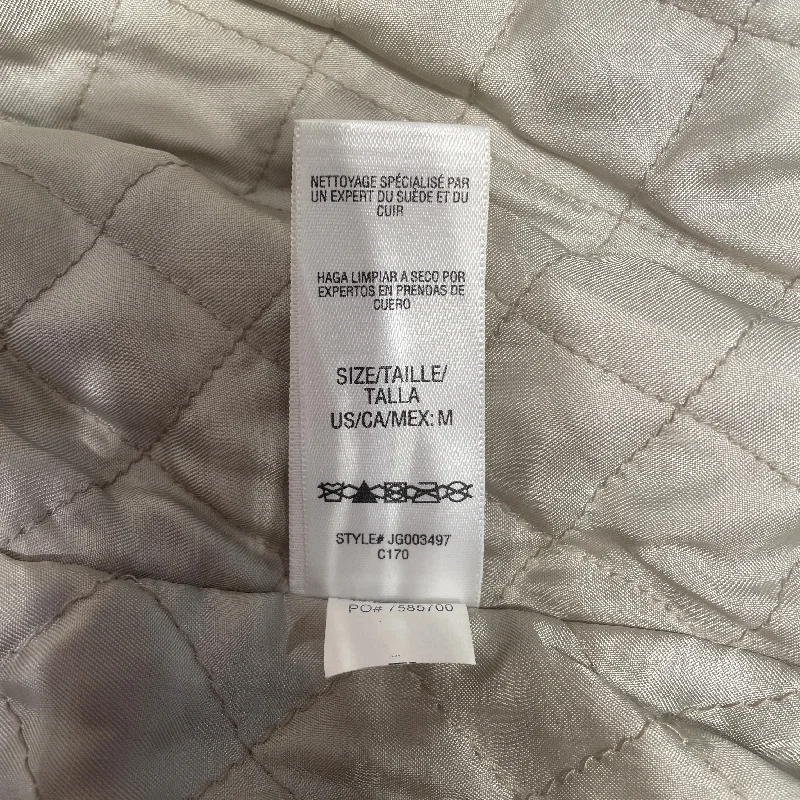 NETTOYAGE SPÉCIALISÉ PAR
UN EXPERT DU SUÈDE ET DU
CUIR
HAGA LIMPIAR A SECO POR
EXPERTOS EN PRENDAS DE
CUERO
SIZE/TAILLE/
TALLA
US/CA/MEX: M
STYLE# JG003497
C170
PO# 7585700